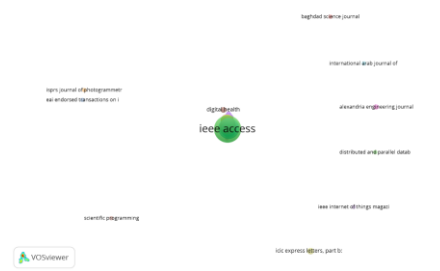 baghdad science journal
international arab journal of
isprs journal of photogrammetr
eai endorsed transactions on i
digital health
alexandria engineering journal
ieee access
distributed and parallel datab
ieee internet of things magazi
scientific programming
icic express letters, part b:
VOSviewer